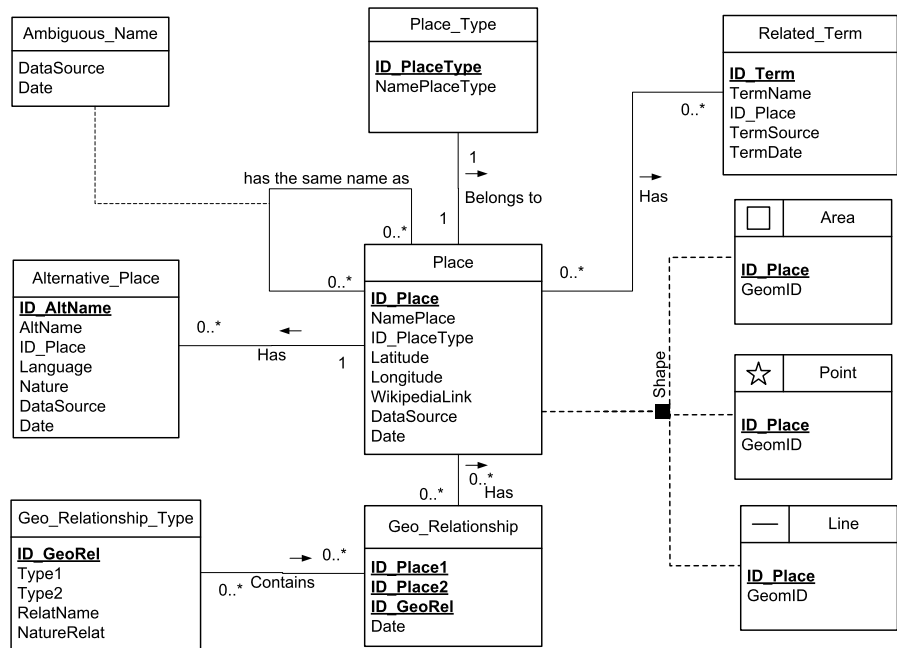 Ambiguous_Name
DataSource
Date
Place_Type
ID_PlaceType
NamePlaceType
Related_Term
ID_Term
TermName
ID_Place
TermSource
TermDate
0..*
Has
1
Belongs to
1
has the same name as
0..*
0..*
0..*
Area
ID_Place
GeomID
Alternative_Place
ID_AltName
AltName
ID_Place
Language
Nature
DataSource
Date
0..*
Has
1
Place
ID_Place
NamePlace
ID_PlaceType
Latitude
Longitude
WikipediaLink
DataSource
Date
Shape
Point
ID_Place
GeomID
0..*
0..*
Has
Geo_Relationship_Type
ID_GeoRel
Type1
Type2
RelatName
NatureRelat
0..*
0..*
Contains
Geo_Relationship
ID_Place1
ID_Place2
ID_GeoRel
Date
Line
ID_Place
GeomID